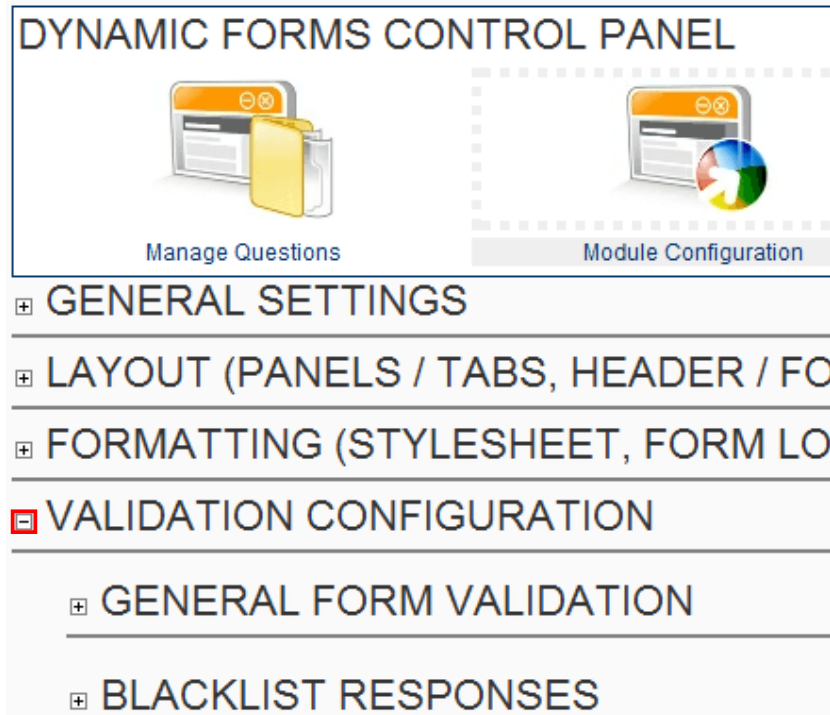 DYNAMIC FORMS CONTROL PANEL
Manage Questions
Module Configuration
GENERAL SETTINGS
LAYOUT (PANELS / TABS, HEADER / FO
FORMATTING (STYLESHEET, FORM LO
VALIDATION CONFIGURATION
GENERAL FORM VALIDATION
BLACKLIST RESPONSES